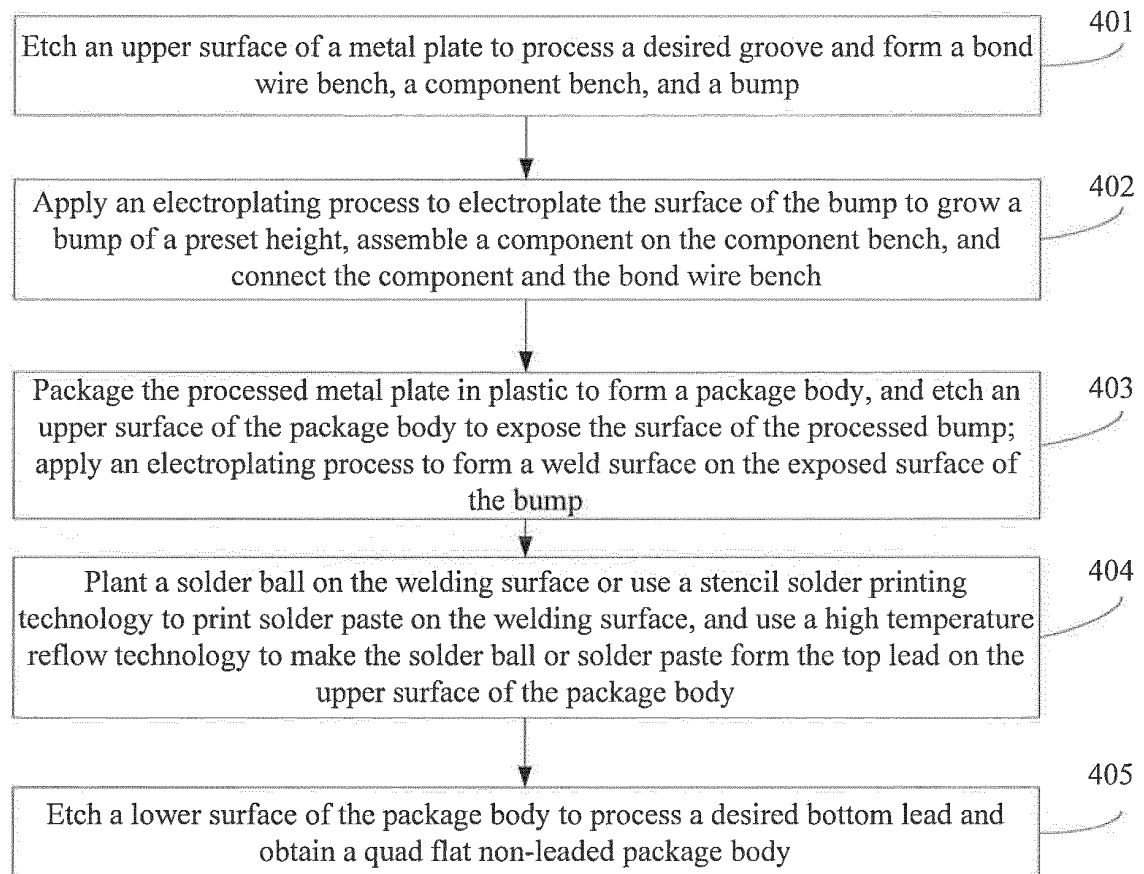 401
Etch an upper surface of a metal plate to process a desired groove and form a bond
wire bench, a component bench, and a bump
402
Apply an electroplating process to electroplate the surface of the bump to grow a
bump of a preset height, assemble a component on the component bench, and
connect the component and the bond wire bench
403
Package the processed metal plate in plastic to form a package body, and etch an
upper surface of the package body to expose the surface of the processed bump;
apply an electroplating process to form a weld surface on the exposed surface of
the bump
404
Plant a solder ball on the welding surface or use a stencil solder printing
technology to print solder paste on the welding surface, and use a high temperature
reflow technology to make the solder ball or solder paste form the top lead on the
upper surface of the package body
405
Etch a lower surface of the package body to process a desired bottom lead and
obtain a quad flat non-leaded package body